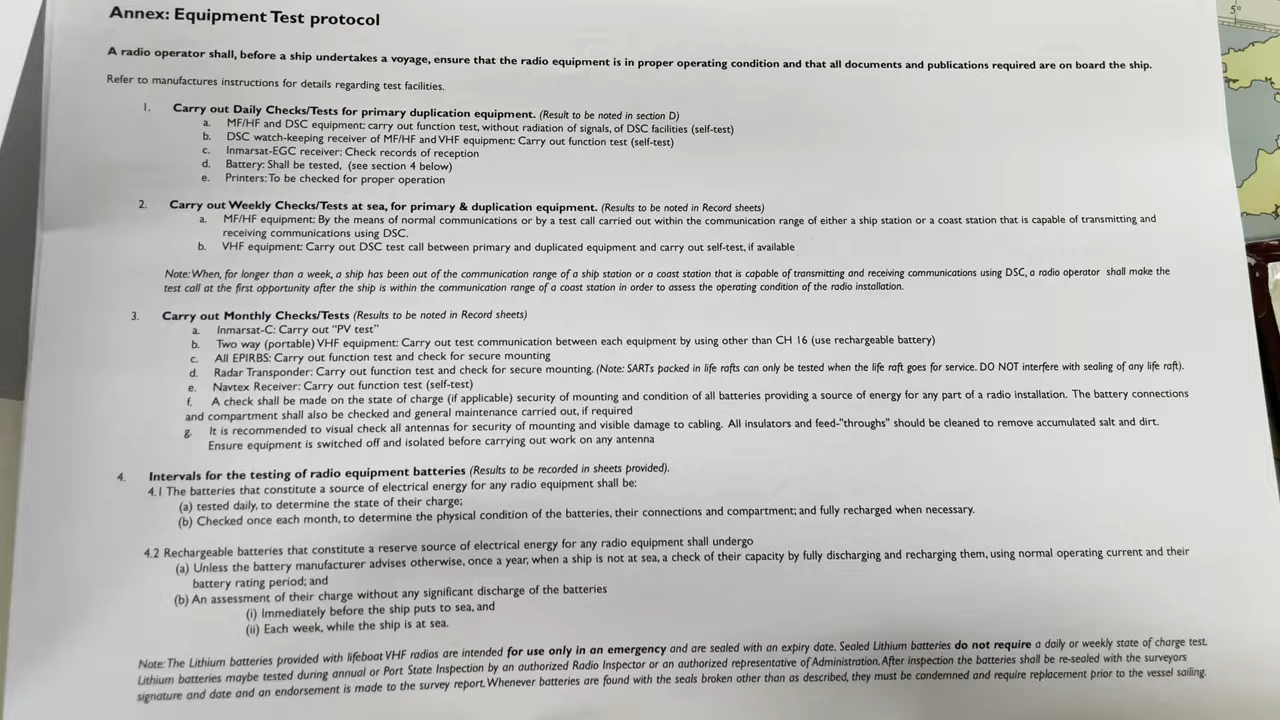 Annex: Equipment Test protocol
A radio operator shall, before a ship undertakes a voyage, ensure that the radio equipment is in proper operating condition and that all documents and publications required are on board the ship.
Refer to manufactures instructions for details regarding test facilities.
1. Carry out Daily Checks/Tests for primary duplication equipment. (Result to be noted in section D)
a. MF/HF and DSC equipment: carry out function test, without radiation of signals, of DSC facilities (self-test)
b. DSC watch-keeping receiver of MF/HF and VHF equipment: Carry out function test (self-test)
c. Inmarsat-EGC receiver: Check records of reception
d. Battery: Shall be tested, (see section 4 below)
e. Printers: To be checked for proper operation
2. Carry out Weekly Checks/Tests at sea, for primary & duplication equipment. (Results to be noted in Record sheets)
a. MF/HF equipment: By the means of normal communications or by a test call carried out within the communication range of either a ship station or a coast station that is capable of transmitting and
receiving communications using DSC.
b. VHF equipment: Carry out DSC test call between primary and duplicated equipment and carry out self-test, if available
Note: When, for longer than a week, a ship has been out of the communication range of a ship station or a coast station that is capable of transmitting and receiving communications using DSC, a radio operator shall make the
test call at the first opportunity after the ship is within the communication range of a coast station in order to assess the operating condition of the radio installation.
3. Carry out Monthly Checks/Tests (Results to be noted in Record sheets)
a. Inmarsat-C: Carry out "PV test"
b. Two way (portable) VHF equipment: Carry out test communication between each equipment by using other than CH 16 (use rechargeable battery)
c. All EPIRBS: Carry out function test and check for secure mounting
d. Radar Transponder: Carry out function test and check for secure mounting. (Note: SARTs packed in life rafts can only be tested when the life raft goes for service. DO NOT interfere with sealing of any life raft).
e. Navtex Receiver: Carry out function test (self-test)
f. A check shall be made on the state of charge (if applicable) security of mounting and condition of all batteries providing a source of energy for any part of a radio installation. The battery connections
and compartment shall also be checked and general maintenance carried out, if required
g. It is recommended to visual check all antennas for security of mounting and visible damage to cabling. All insulators and feed-"throughs" should be cleaned to remove accumulated salt and dirt.
Ensure equipment is switched off and isolated before carrying out work on any antenna
4. Intervals for the testing of radio equipment batteries (Results to be recorded in sheets provided).
4.1 The batteries that constitute a source of electrical energy for any radio equipment shall be:
(a) tested daily, to determine the state of their charge;
(b) Checked once each month, to determine the physical condition of the batteries, their connections and compartment; and fully recharged when necessary.
4.2 Rechargeable batteries that constitute a reserve source of electrical energy for any radio equipment shall undergo
(a) Unless the battery manufacturer advises otherwise, once a year, when a ship is not at sea, a check of their capacity by fully discharging and recharging them, using normal operating current and their
battery rating period; and
(b) An assessment of their charge without any significant discharge of the batteries
(i) Immediately before the ship puts to sea, and
(ii) Each week, while the ship is at sea.
Note: The Lithium batteries provided with lifeboat VHF radios are intended for use only in an emergency and are sealed with an expiry date. Sealed Lithium batteries do not require a daily or weekly state of charge test.
Lithium batteries maybe tested during annual or Port State Inspection by an authorized Radio Inspector or an authorized representative of Administration. After inspection the batteries shall be re-sealed with the surveyors
signature and date and an endorsement is made to the survey report. Whenever batteries are found with the seals broken other than as described, they must be condemned and require replacement prior to the vessel sailing.
5°